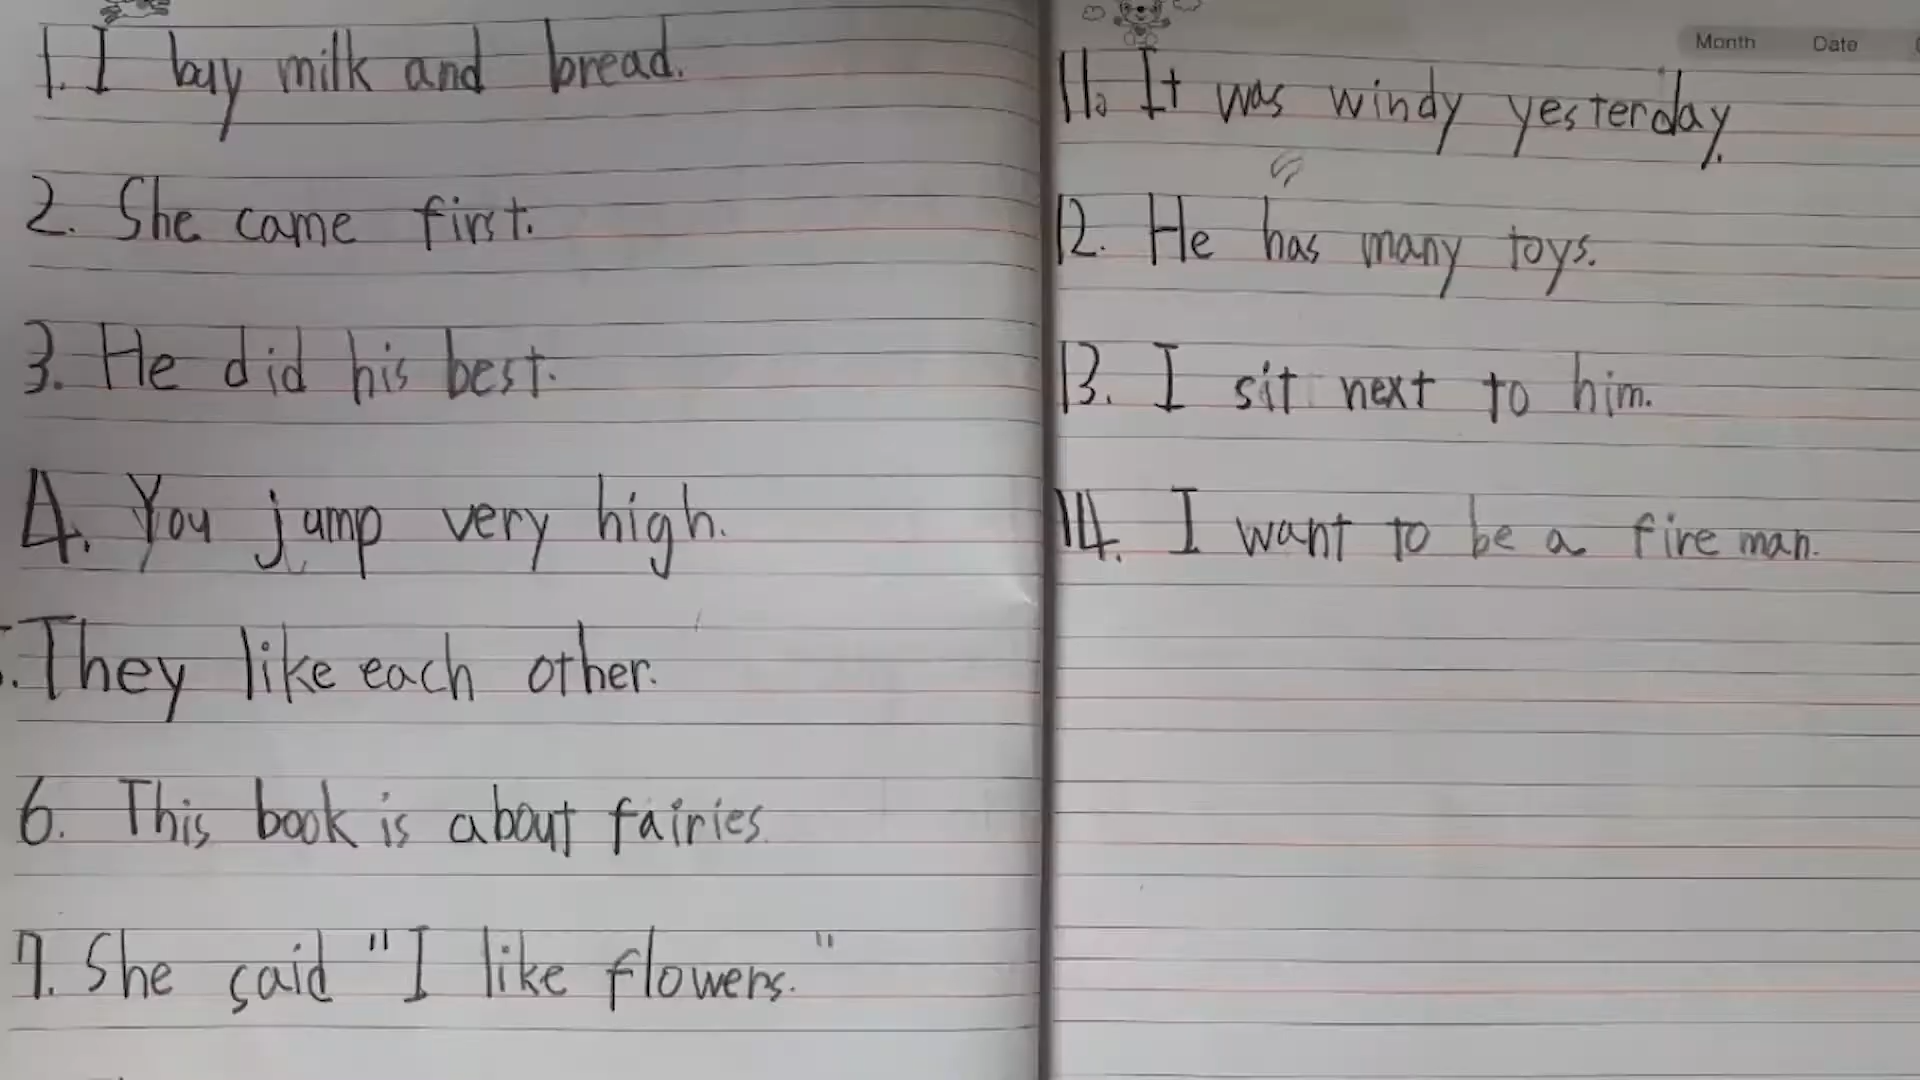 1. I buy milk and bread.
2. She came first.
3. He did his best.
4. You jump very high.
. They like each other.
6. This book is about fairies.
7. She said "I like flowers."
Month Date
11. It was windy yesterday.
12. He has many toys.
13. I sit next to him.
14. I want to be a fire man.